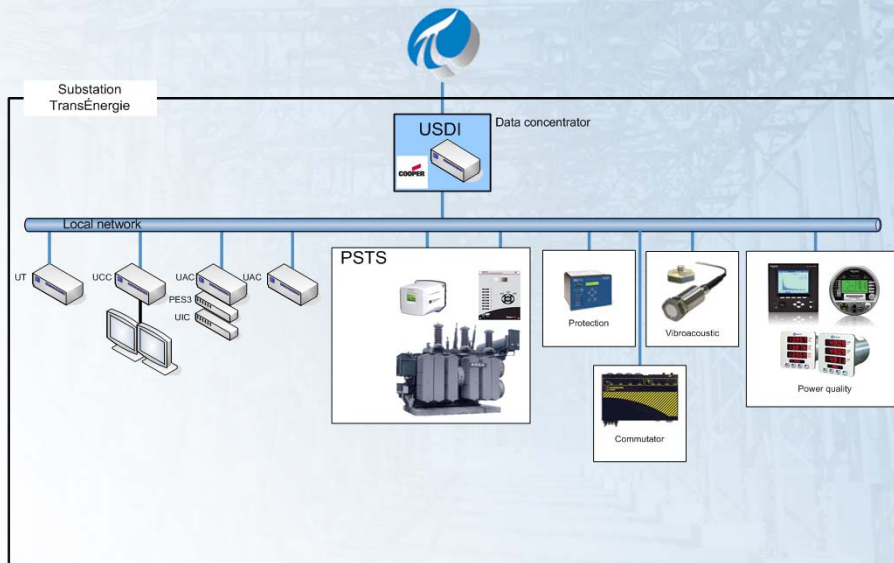 Substation
TransÉnergie
USDI
Data concentrator
COOPER
Local network
UT
UCC
UAC
UAC
PES3
UIC
PSTS
Protection
Vibroacoustic
Power quality
Commutator